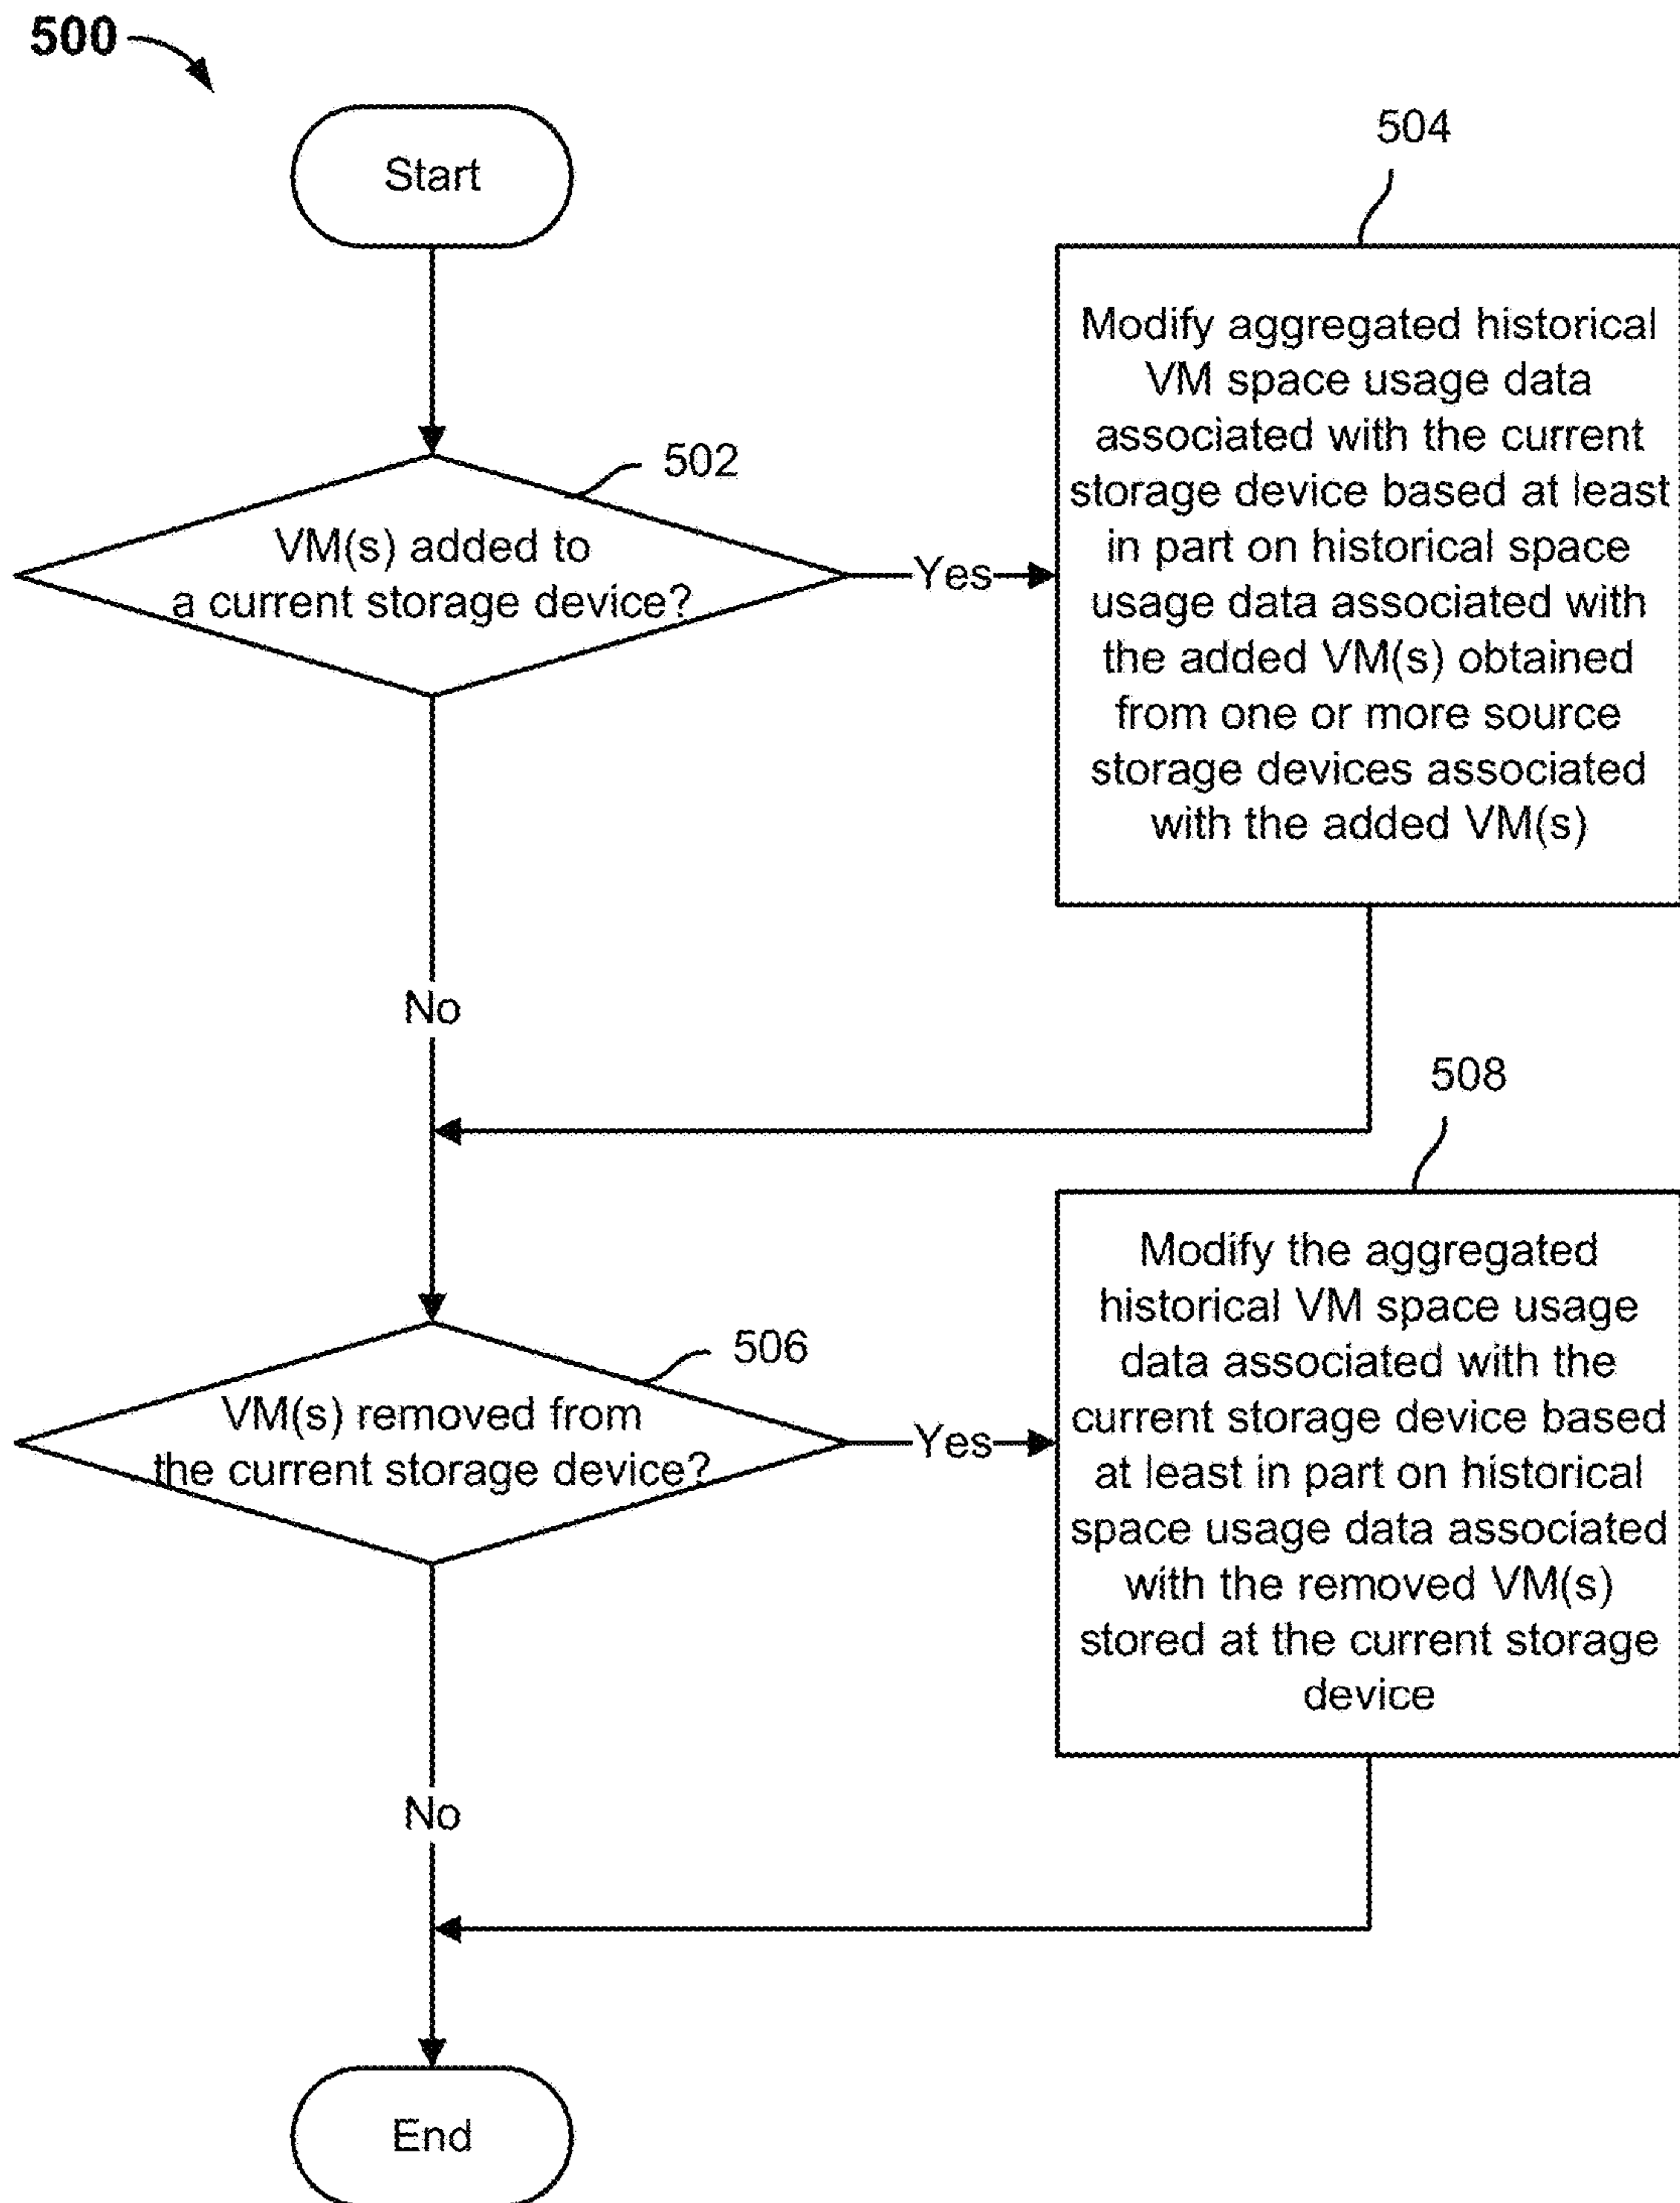 500
Start
502
VM(s) added to
a current storage device?
Yes
504
Modify aggregated historical
VM space usage data
associated with the current
storage device based at least
in part on historical space
usage data associated with
the added VM(s) obtained
from one or more source
storage devices associated
with the added VM(s)
No
506
VM(s) removed from
the current storage device?
Yes
508
Modify the aggregated
historical VM space usage
data associated with the
current storage device based
at least in part on historical
space usage data associated
with the removed VM(s)
stored at the current storage
device
No
End